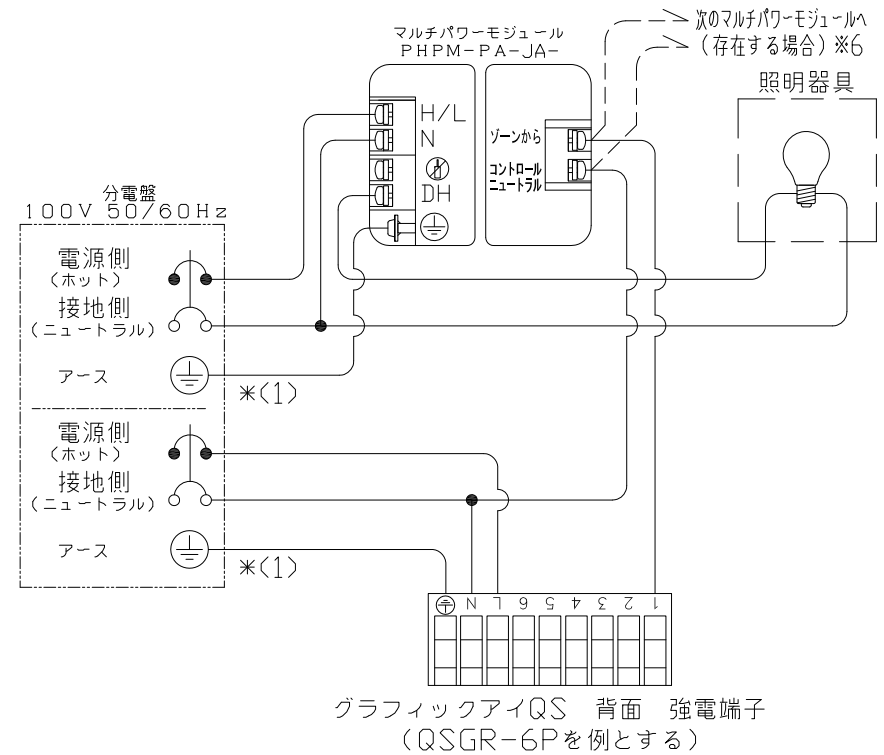 マルチパワーモジュール
PHPM-PA-JA-
次のマルチパワーモジュールへ
(存在する場合)※6
照明器具
H/L
N
DH
ゾーンから
コントロール
ニュートラル
分電盤
100V 50/60Hz
電源側
(ホット)
接地側
(ニュートラル)
アース
*(1)
電源側
(ホット)
接地側
(ニュートラル)
アース
*(1)
N L 6 5 4 3 2 1
グラフィックアイQS 背面 強電端子
(QSGR-6Pを例とする)